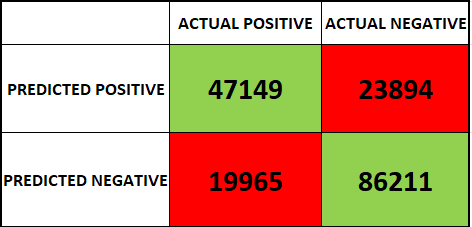 ACTUAL POSITIVE ACTUAL NEGATIVE
PREDICTED POSITIVE 47149 23894
PREDICTED NEGATIVE 19965 86211